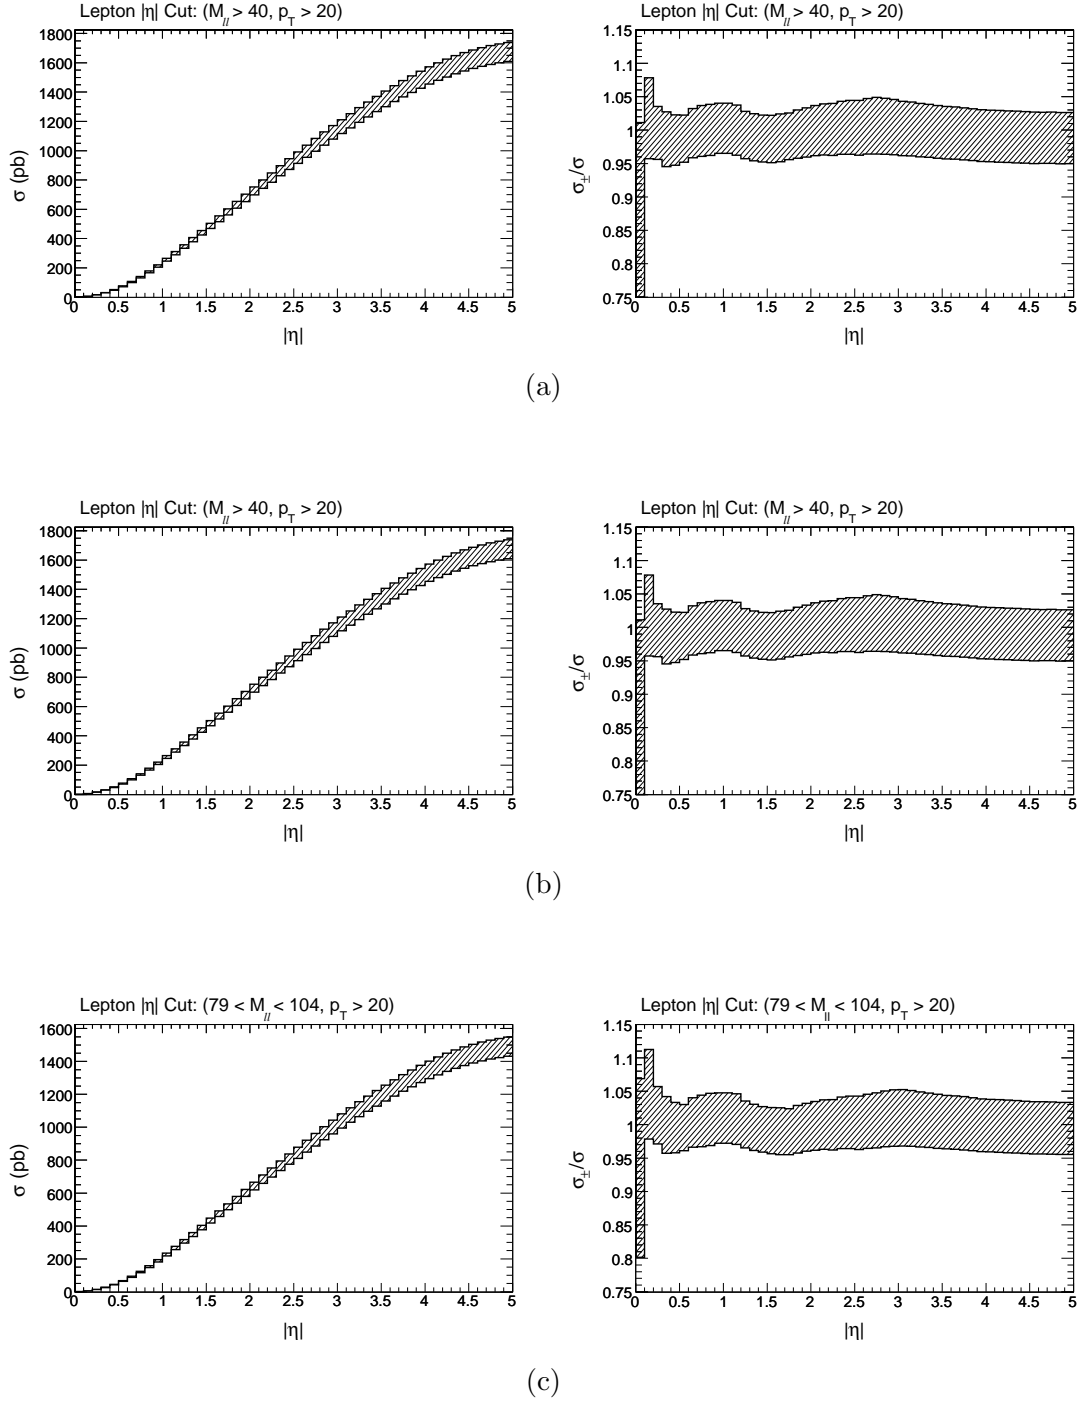 Lepton |η| Cut: (M_ll > 40, p_T > 20)
σ (pb)
1800
1600
1400
1200
1000
800
600
400
200
0
0 0.5 1 1.5 2 2.5 3 3.5 4 4.5 5
|η|
Lepton |η| Cut: (M_ll > 40, p_T > 20)
σ±/σ
1.15
1.1
1.05
1
0.95
0.9
0.85
0.8
0.75
0 0.5 1 1.5 2 2.5 3 3.5 4 4.5 5
|η|
(a)
Lepton |η| Cut: (M_ll > 40, p_T > 20)
σ (pb)
1800
1600
1400
1200
1000
800
600
400
200
0
0 0.5 1 1.5 2 2.5 3 3.5 4 4.5 5
|η|
Lepton |η| Cut: (M_ll > 40, p_T > 20)
σ±/σ
1.15
1.1
1.05
1
0.95
0.9
0.85
0.8
0.75
0 0.5 1 1.5 2 2.5 3 3.5 4 4.5 5
|η|
(b)
Lepton |η| Cut: (79 < M_ll < 104, p_T > 20)
σ (pb)
1600
1400
1200
1000
800
600
400
200
0
0 0.5 1 1.5 2 2.5 3 3.5 4 4.5 5
|η|
Lepton |η| Cut: (79 < M_ll < 104, p_T > 20)
σ±/σ
1.15
1.1
1.05
1
0.95
0.9
0.85
0.8
0.75
0 0.5 1 1.5 2 2.5 3 3.5 4 4.5 5
|η|
(c)